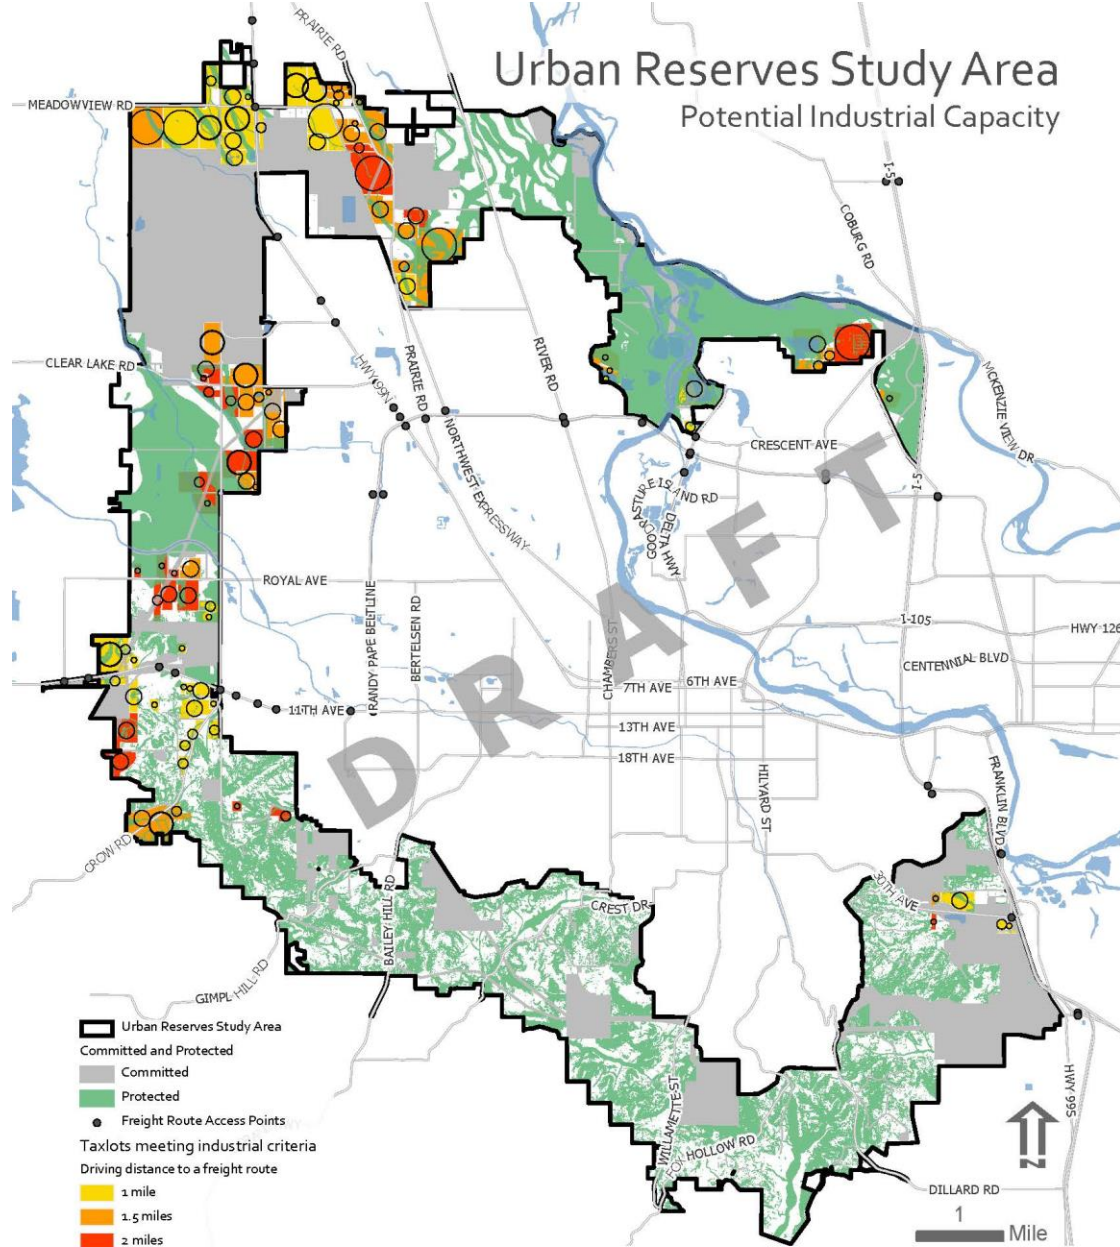 Urban Reserves Study Area
Potential Industrial Capacity
PRAIRIE RD
MEADOWVIEW RD
I-5
COBURG RD
CLEAR LAKE RD
HWY 99N
PRAIRIE RD
RIVER RD
MCKENZIE VIEW DR
NORTHWEST EXPRESSWAY
CRESCENT AVE
I-5
GOOD PASTURE ISLAND RD
DELTA HWY
DRAFT
ROYAL AVE
RANDY PAPE BELTLINE
BERTELSEN RD
CHAMBERS ST
I-105
HWY 126
CENTENNIAL BLVD
7TH AVE
6TH AVE
11TH AVE
13TH AVE
18TH AVE
HILYARD ST
FRANKLIN BLVD
CROW RD
30TH AVE
CREST DR
BAILEY HILL RD
GIMPL HILL RD
WILLAMETTE ST
FOX HOLLOW RD
HWY 99S
DILLARD RD
Urban Reserves Study Area
Committed and Protected
Committed
Protected
Freight Route Access Points
Taxlots meeting industrial criteria
Driving distance to a freight route
1 mile
1.5 miles
2 miles
N
1
Mile